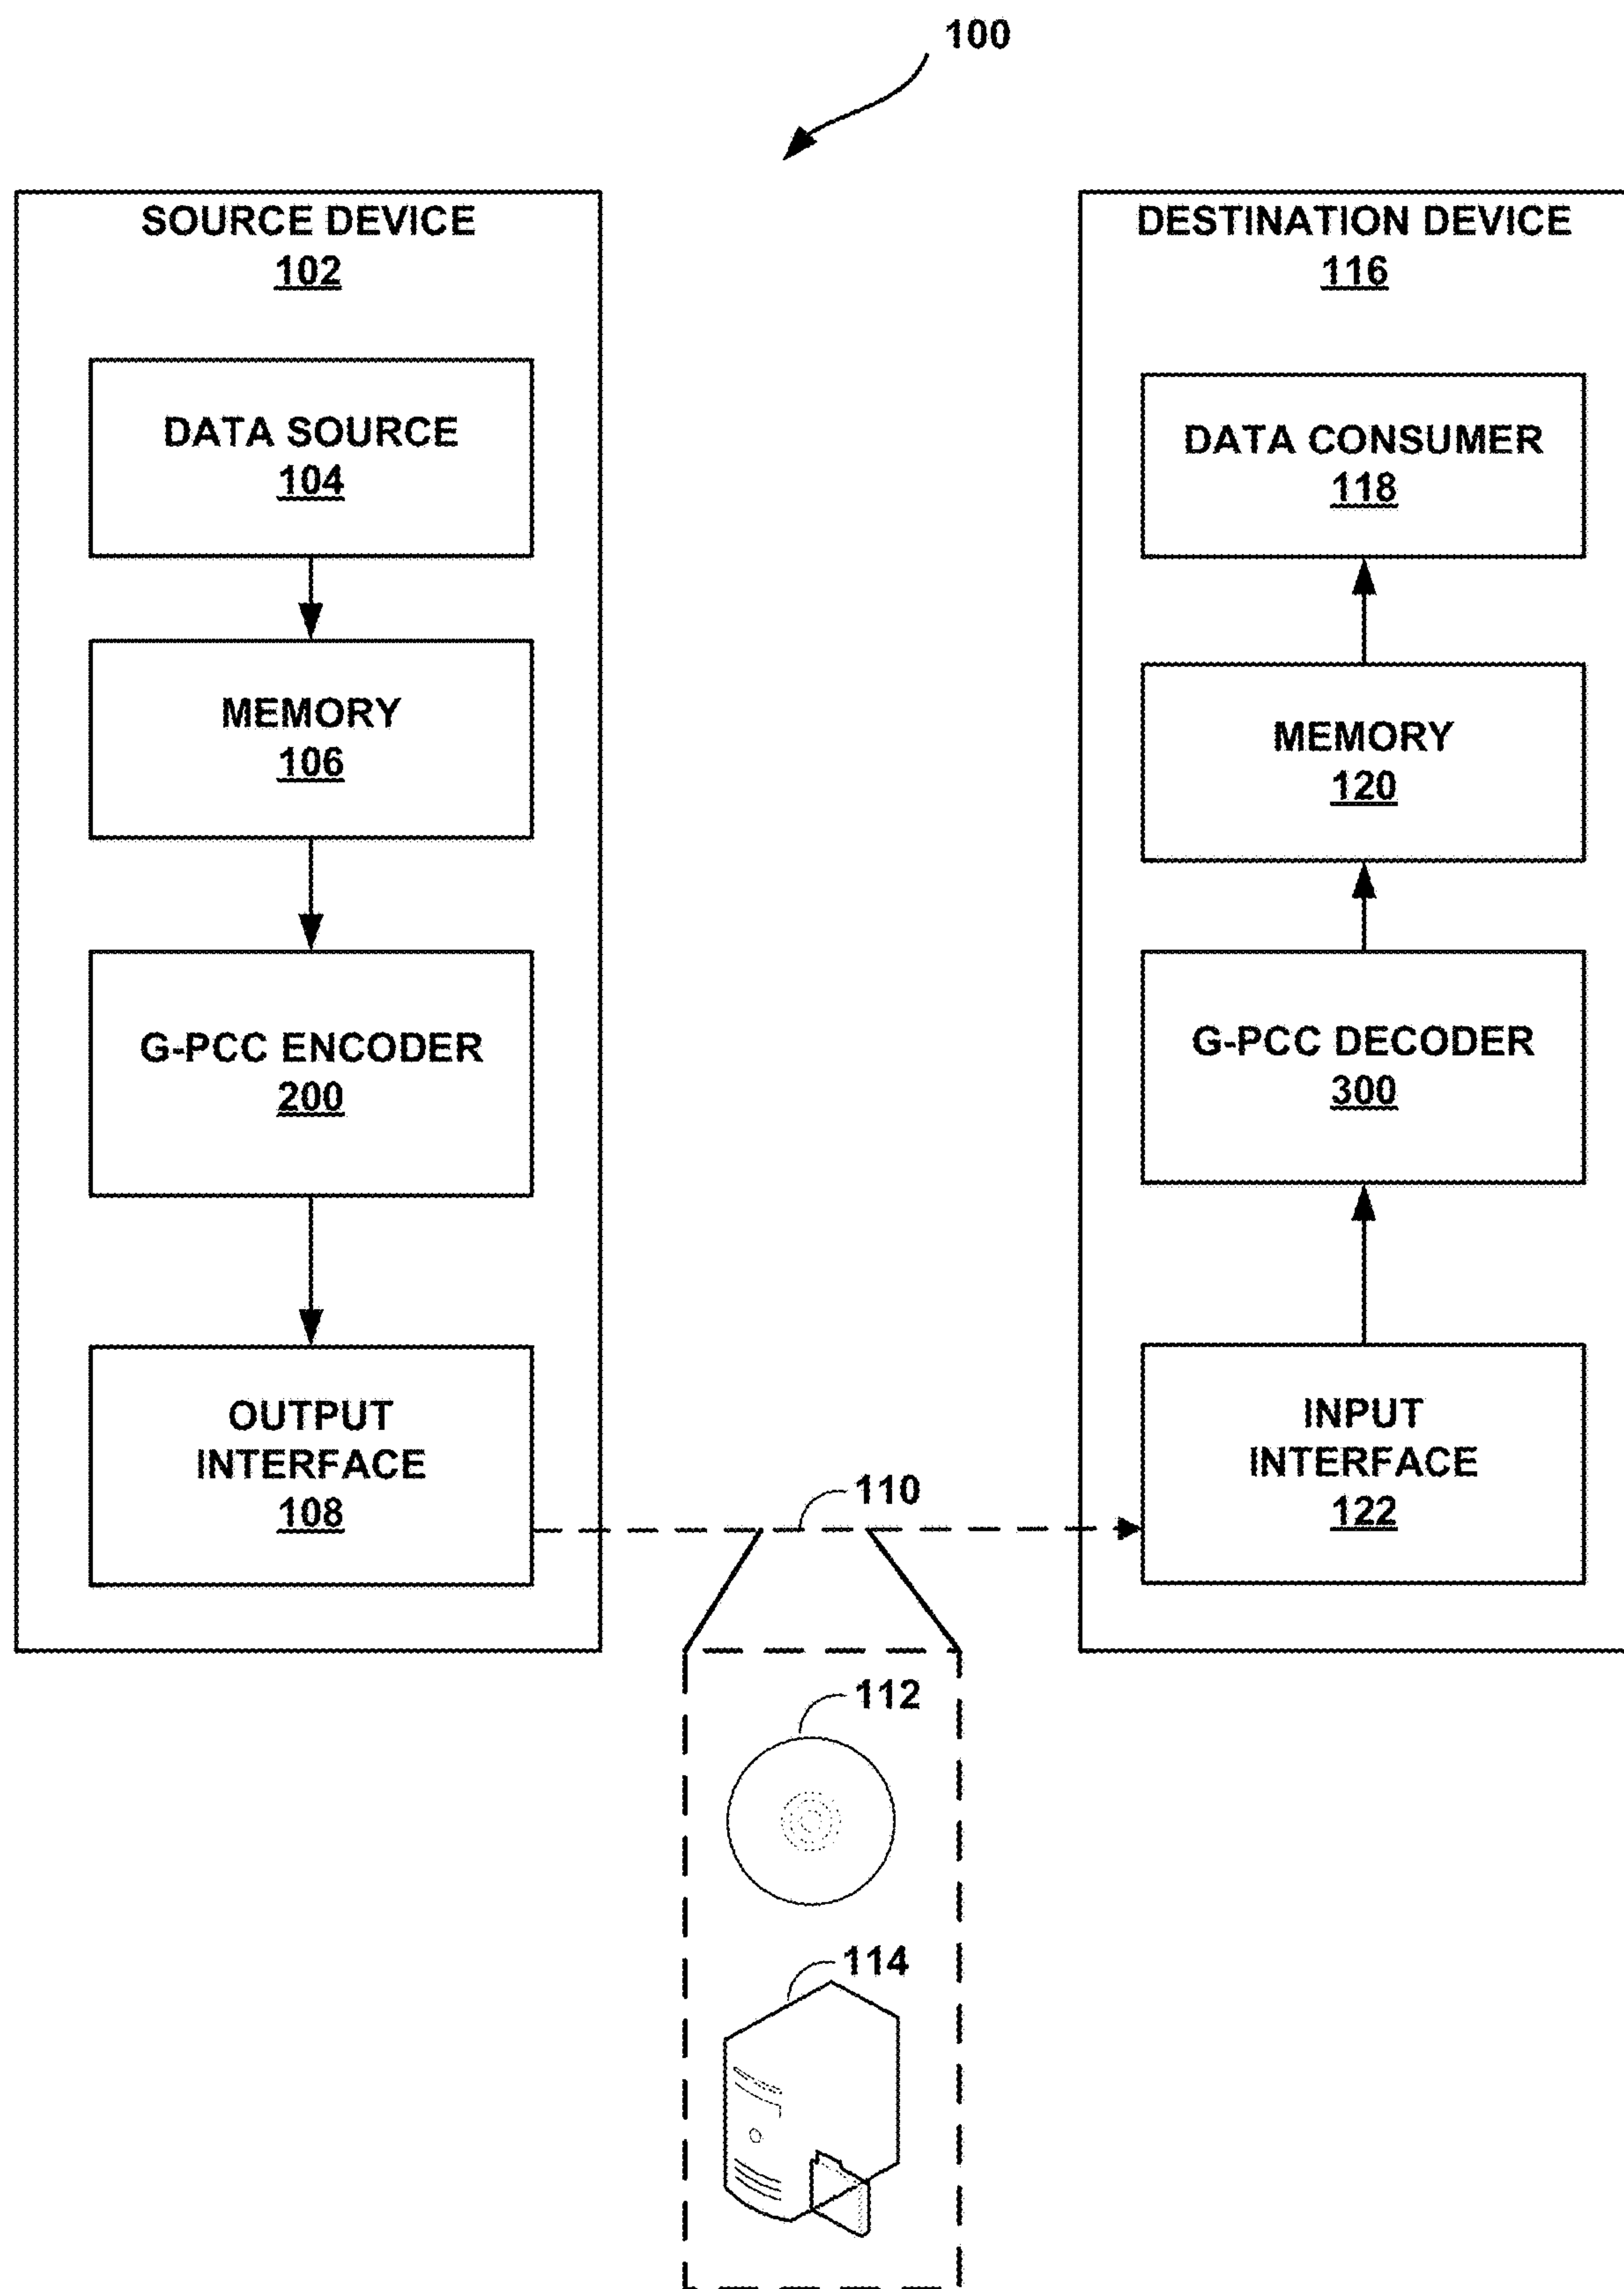 100
SOURCE DEVICE
102
DATA SOURCE
104
MEMORY
106
G-PCC ENCODER
200
OUTPUT
INTERFACE
108
DESTINATION DEVICE
116
DATA CONSUMER
118
MEMORY
120
G-PCC DECODER
300
INPUT
INTERFACE
122
110
112
114